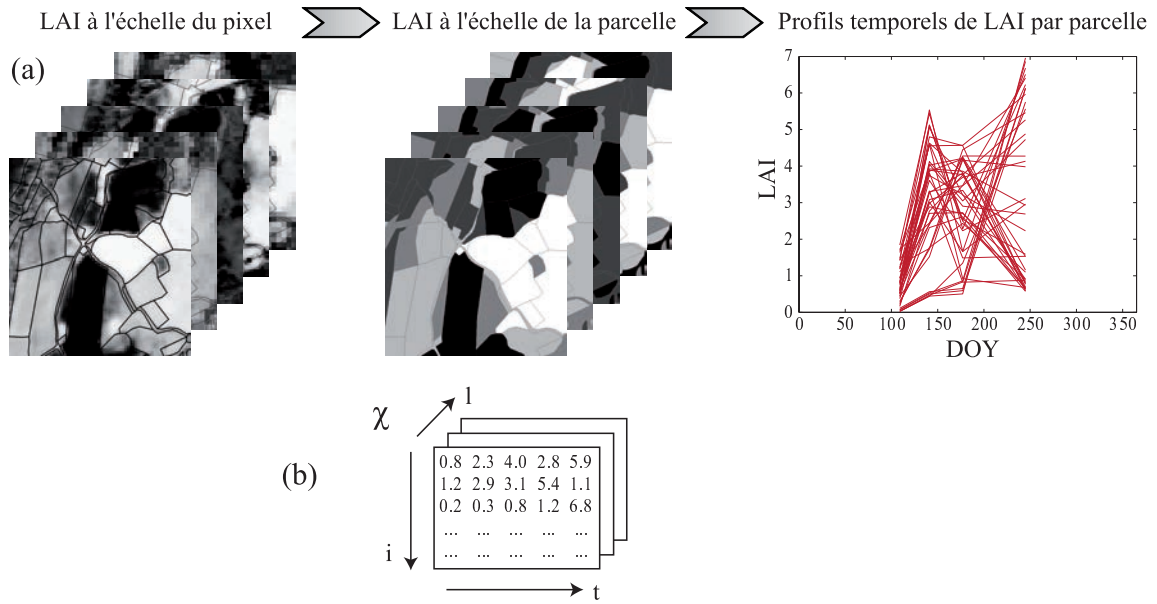 LAI à l'échelle du pixel
LAI à l'échelle de la parcelle
Profils temporels de LAI par parcelle
(a)
7
6
5
4
3
2
1
0
LAI
0 50 100 150 200 250 300 350
DOY
χ
l
(b)
0.8 2.3 4.0 2.8 5.9
1.2 2.9 3.1 5.4 1.1
0.2 0.3 0.8 1.2 6.8
... ... ... ... ...
... ... ... ... ...
i
t